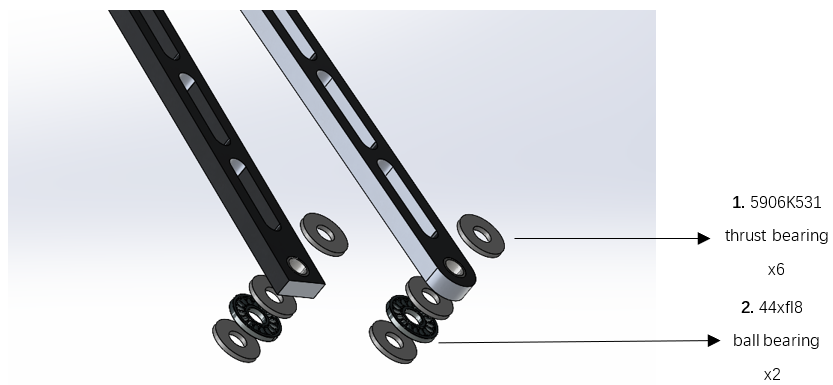 1. 5906K531
thrust bearing
x6
2. 44xfl8
ball bearing
x2